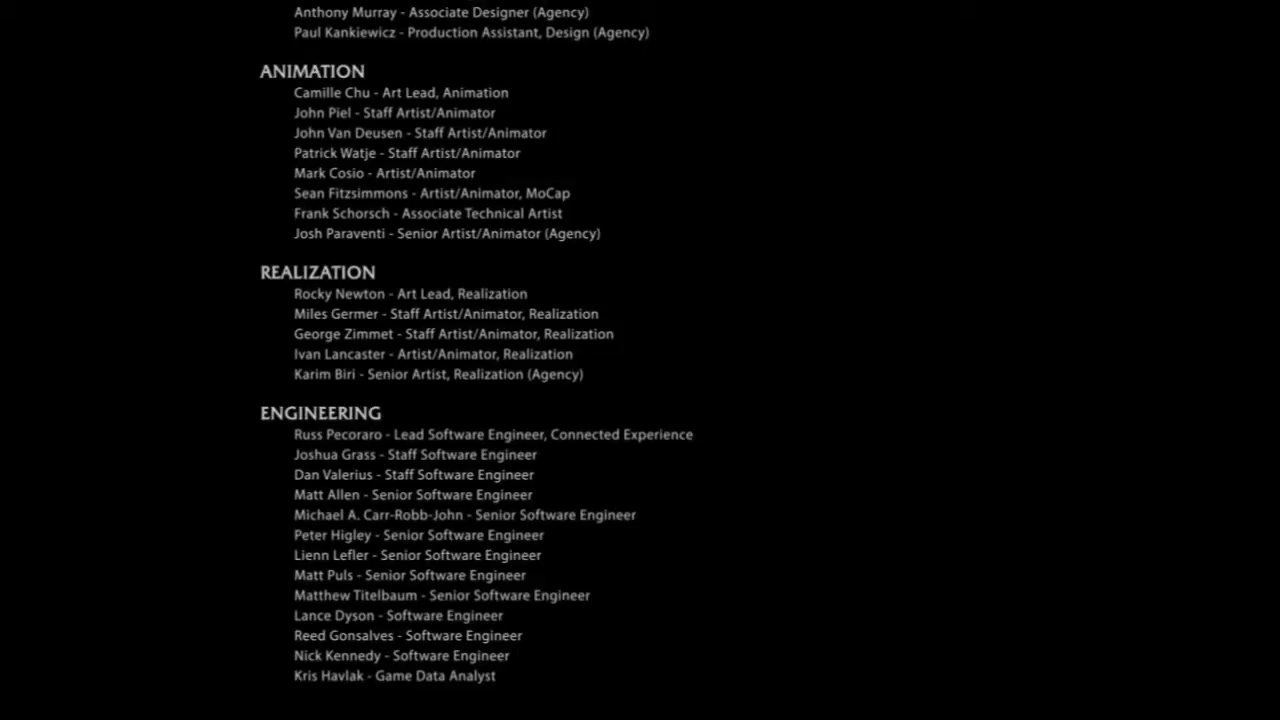 Anthony Murray - Associate Designer (Agency)
Paul Kankiewicz - Production Assistant, Design (Agency)
ANIMATION
Camille Chu - Art Lead, Animation
John Piel - Staff Artist/Animator
John Van Deusen - Staff Artist/Animator
Patrick Watje - Staff Artist/Animator
Mark Cosio - Artist/Animator
Sean Fitzsimmons - Artist/Animator, MoCap
Frank Schorsch - Associate Technical Artist
Josh Paraventi - Senior Artist/Animator (Agency)
REALIZATION
Rocky Newton - Art Lead, Realization
Miles Germer - Staff Artist/Animator, Realization
George Zimmet - Staff Artist/Animator, Realization
Ivan Lancaster - Artist/Animator, Realization
Karim Biri - Senior Artist, Realization (Agency)
ENGINEERING
Russ Pecoraro - Lead Software Engineer, Connected Experience
Joshua Grass - Staff Software Engineer
Dan Valerius - Staff Software Engineer
Matt Allen - Senior Software Engineer
Michael A. Carr-Robb-John - Senior Software Engineer
Peter Higley - Senior Software Engineer
Lienn Lefler - Senior Software Engineer
Matt Puls - Senior Software Engineer
Matthew Titelbaum - Senior Software Engineer
Lance Dyson - Software Engineer
Reed Gonsalves - Software Engineer
Nick Kennedy - Software Engineer
Kris Havlak - Game Data Analyst